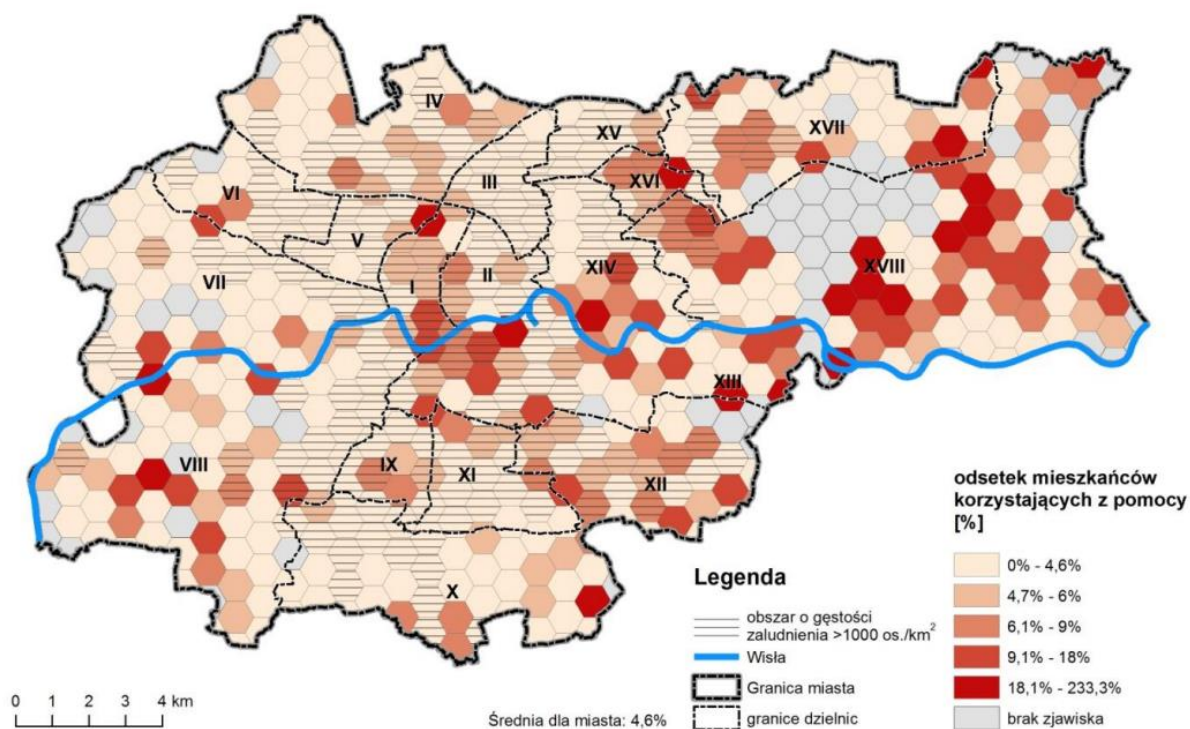 IV
XV
XVII
III
XVI
VI
V
XVIII
VII
II
XIV
I
XIII
VIII
IX
XI
XII
X
odsetek mieszkańców
korzystających z pomocy
[%]
0% - 4,6%
4,7% - 6%
6,1% - 9%
9,1% - 18%
18,1% - 233,3%
brak zjawiska
Legenda
obszar o gęstości
zaludnienia >1000 os./km²
Wisła
Granica miasta
granice dzielnic
0 1 2 4 km
Średnia dla miasta: 4,6%